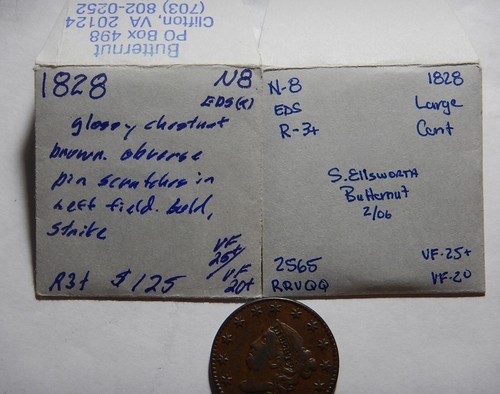 Butternut
PO Box 498
Clifton, VA 20124
(703) 802-0252
1828 N8
EDS(R)
glossy chestnut
brown. obverse
pin scratches in
left field. bold,
strike
VF
25+/
VF
20+
R3+ $125
N-8 1828
EDS Large
R-3+ Cent
S. Ellsworth
Butternut
2/06
2565 VF-25+
RRVQQ VF-20